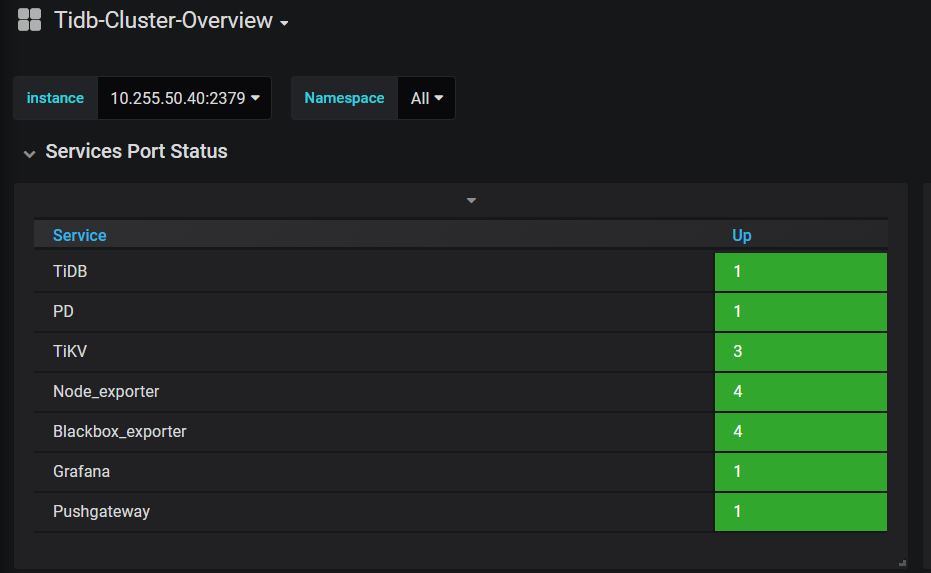 Tidb-Cluster-Overview
instance 10.255.50.40:2379 Namespace All
Services Port Status
Service Up
TiDB 1
PD 1
TiKV 3
Node_exporter 4
Blackbox_exporter 4
Grafana 1
Pushgateway 1